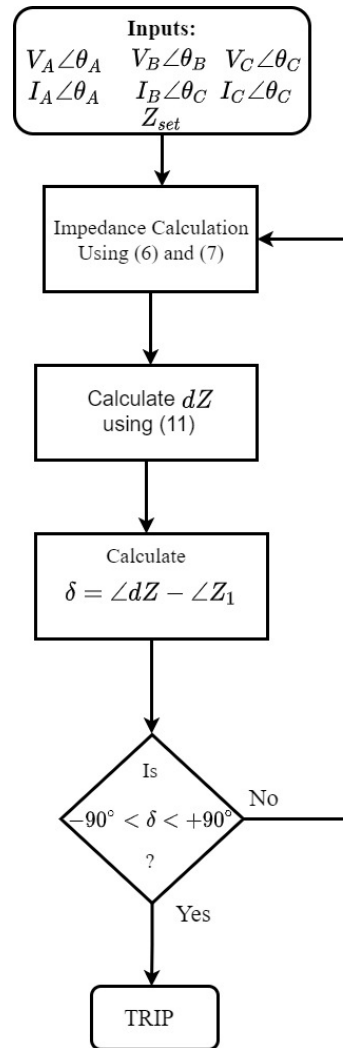 Inputs:
V_A∠θ_A V_B∠θ_B V_C∠θ_C
I_A∠θ_A I_B∠θ_C I_C∠θ_C
Z_set
Impedance Calculation
Using (6) and (7)
Calculate dZ
using (11)
Calculate
δ = ∠dZ − ∠Z_1
Is
−90° < δ < +90°
?
No
Yes
TRIP